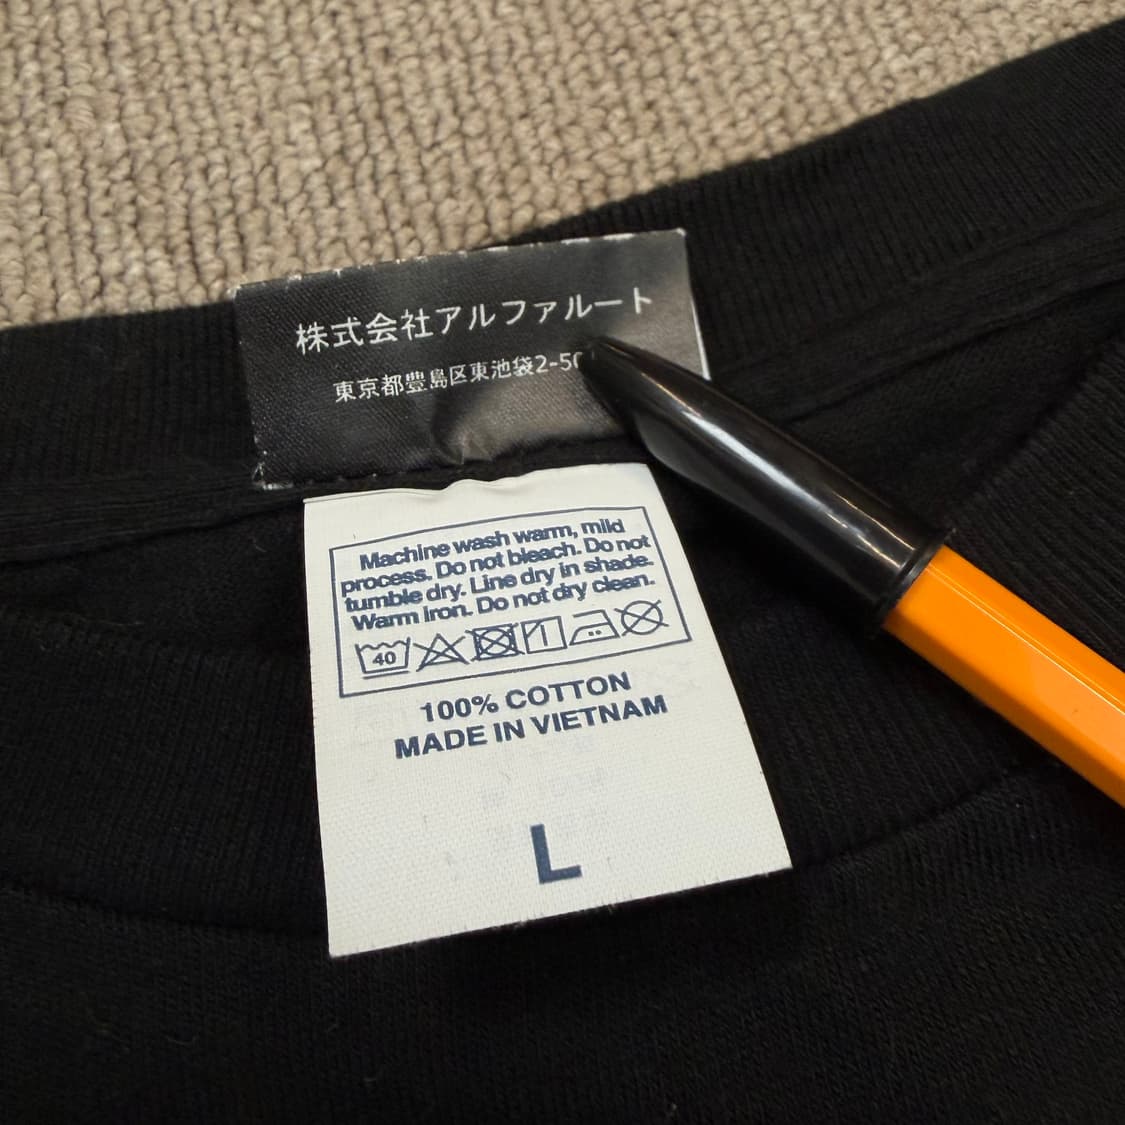 株式会社アルファルート
東京都豊島区東池袋2-50
Machine wash warm, mild
process. Do not bleach. Do not
tumble dry. Line dry in shade.
Warm iron. Do not dry clean.
40
100% COTTON
MADE IN VIETNAM
L